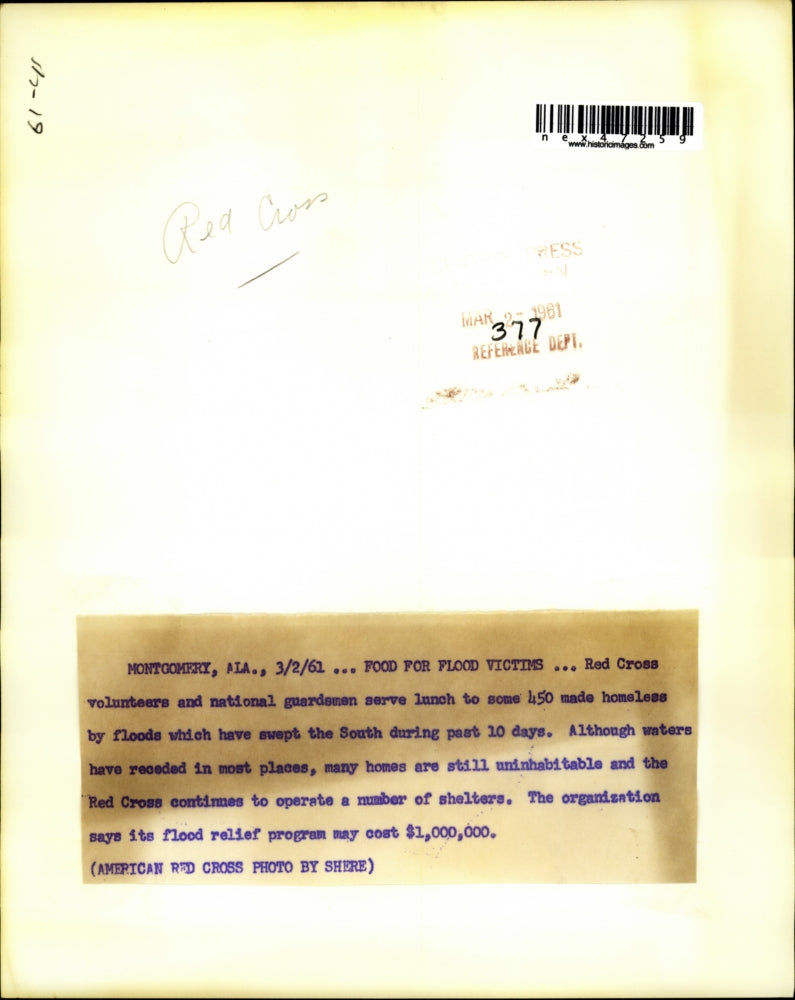 nex47259
www.historicimages.com
Red Cross
RESS
MAR 2 - 1961
377
REFERENCE DEPT.
MONTGOMERY, ALA., 3/2/61 ... FOOD FOR FLOOD VICTIMS ... Red Cross
volunteers and national guardsmen serve lunch to some 450 made homeless
by floods which have swept the South during past 10 days. Although waters
have receded in most places, many homes are still uninhabitable and the
Red Cross continues to operate a number of shelters. The organization
says its flood relief program may cost $1,000,000.
(AMERICAN RED CROSS PHOTO BY SHERE)